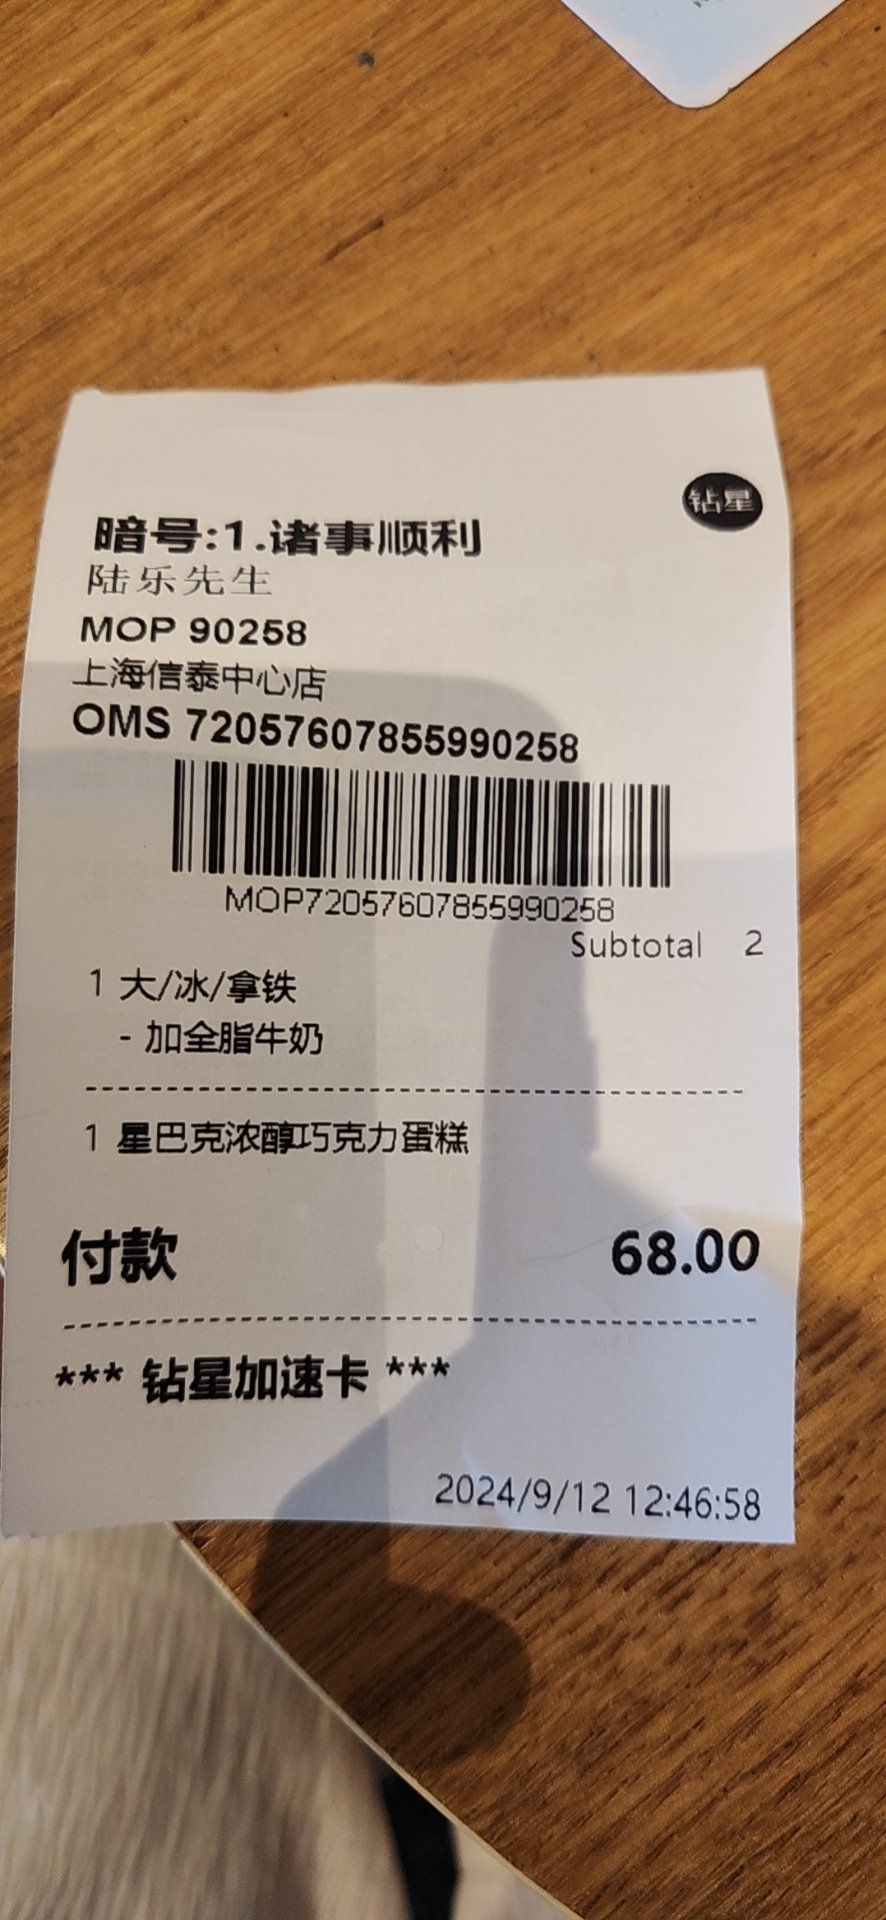 钻星
暗号:1.诸事顺利
陆乐先生
MOP 90258
上海信泰中心店
OMS 72057607855990258
MOP72057607855990258
Subtotal 2
1 大/冰/拿铁
- 加全脂牛奶
1 星巴克浓醇巧克力蛋糕
付款 68.00
*** 钻星加速卡 ***
2024/9/12 12:46:58